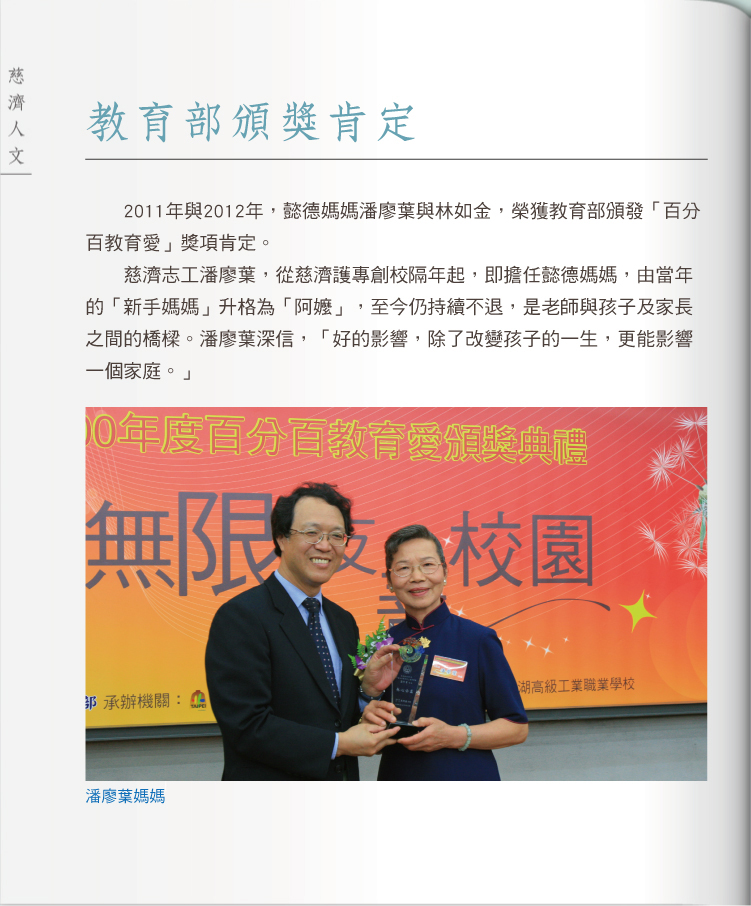 慈濟人文
教育部頒獎肯定
2011年與2012年，懿德媽媽潘廖葉與林如金，榮獲教育部頒發「百分
百教育愛」獎項肯定。
慈濟志工潘廖葉，從慈濟護專創校隔年起，即擔任懿德媽媽，由當年
的「新手媽媽」升格為「阿嬤」，至今仍持續不退，是老師與孩子及家長
之間的橋樑。潘廖葉深信，「好的影響，除了改變孩子的一生，更能影響
一個家庭。」
00年度百分百教育愛頒獎典禮
無限 友善 校園
部 承辦機關：
TAIPEI
湖高級工業職業學校
潘廖葉媽媽